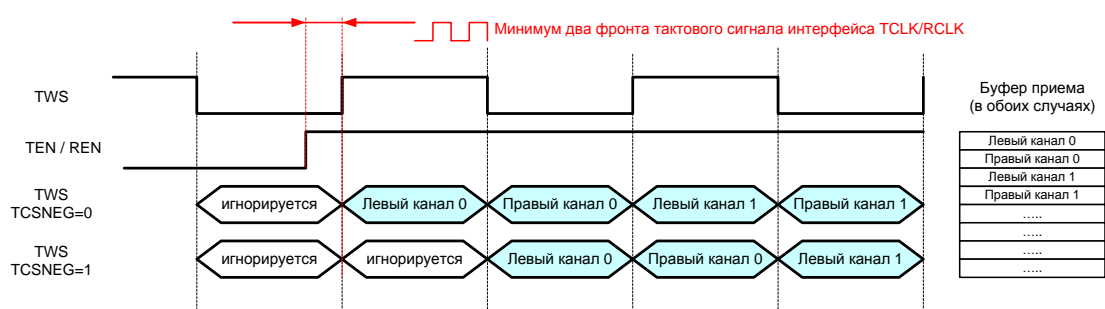 Минимум два фронта тактового сигнала интерфейса TCLK/RCLK
TWS
Буфер приема
(в обоих случаях)
TEN / REN
Левый канал 0
Правый канал 0
Левый канал 1
Правый канал 1
…..
…..
…..
…..
TWS
TCSNEG=0
игнорируется
Левый канал 0
Правый канал 0
Левый канал 1
Правый канал 1
TWS
TCSNEG=1
игнорируется
игнорируется
Левый канал 0
Правый канал 0
Левый канал 1